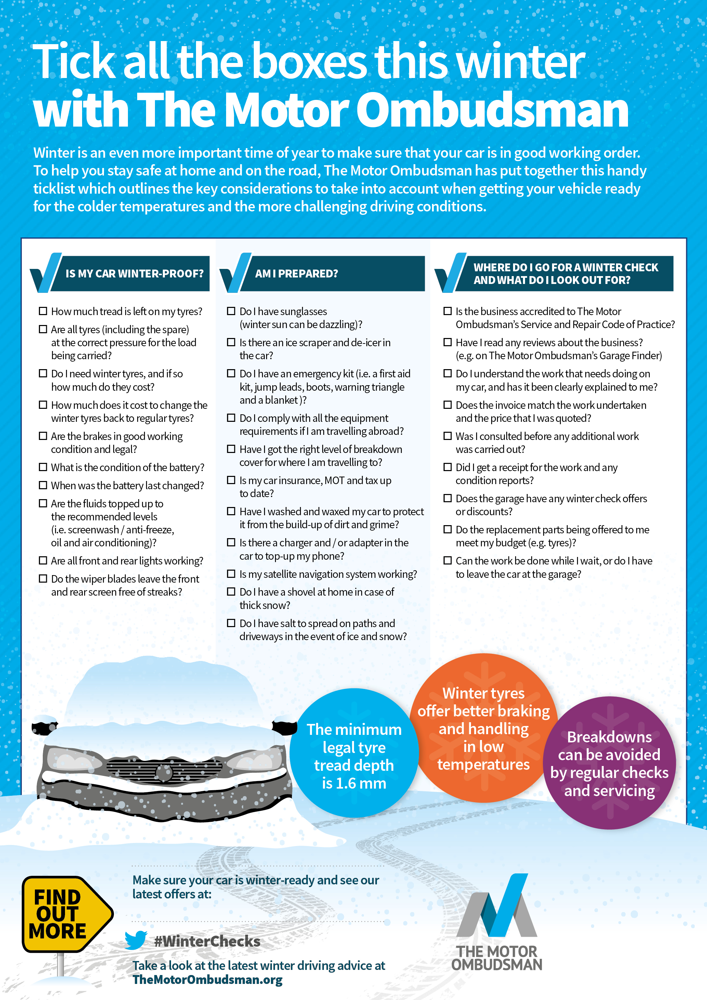 Tick all the boxes this winter
with The Motor Ombudsman
Winter is an even more important time of year to make sure that your car is in good working order.
To help you stay safe at home and on the road, The Motor Ombudsman has put together this handy
ticklist which outlines the key considerations to take into account when getting your vehicle ready
for the colder temperatures and the more challenging driving conditions.
IS MY CAR WINTER-PROOF?
How much tread is left on my tyres?
Are all tyres (including the spare)
at the correct pressure for the load
being carried?
Do I need winter tyres, and if so
how much do they cost?
How much does it cost to change the
winter tyres back to regular tyres?
Are the brakes in good working
condition and legal?
What is the condition of the battery?
When was the battery last changed?
Are the fluids topped up to
the recommended levels
(i.e. screenwash / anti-freeze,
oil and air conditioning)?
Are all front and rear lights working?
Do the wiper blades leave the front
and rear screen free of streaks?
AM I PREPARED?
Do I have sunglasses
(winter sun can be dazzling)?
Is there an ice scraper and de-icer in
the car?
Do I have an emergency kit (i.e. a first aid
kit, jump leads, boots, warning triangle
and a blanket )?
Do I comply with all the equipment
requirements if I am travelling abroad?
Have I got the right level of breakdown
cover for where I am travelling to?
Is my car insurance, MOT and tax up
to date?
Have I washed and waxed my car to protect
it from the build-up of dirt and grime?
Is there a charger and / or adapter in the
car to top-up my phone?
Is my satellite navigation system working?
Do I have a shovel at home in case of
thick snow?
Do I have salt to spread on paths and
driveways in the event of ice and snow?
WHERE DO I GO FOR A WINTER CHECK
AND WHAT DO I LOOK OUT FOR?
Is the business accredited to The Motor
Ombudsman's Service and Repair Code of Practice?
Have I read any reviews about the business?
(e.g. on The Motor Ombudsman's Garage Finder)
Do I understand the work that needs doing on
my car, and has it been clearly explained to me?
Does the invoice match the work undertaken
and the price that I was quoted?
Was I consulted before any additional work
was carried out?
Did I get a receipt for the work and any
condition reports?
Does the garage have any winter check offers
or discounts?
Do the replacement parts being offered to me
meet my budget (e.g. tyres)?
Can the work be done while I wait, or do I have
to leave the car at the garage?
The minimum
legal tyre
tread depth
is 1.6 mm
Winter tyres
offer better braking
and handling
in low
temperatures
Breakdowns
can be avoided
by regular checks
and servicing
FIND
OUT
MORE
Make sure your car is winter-ready and see our
latest offers at:
#WinterChecks
Take a look at the latest winter driving advice at
TheMotorOmbudsman.org
THE MOTOR
OMBUDSMAN